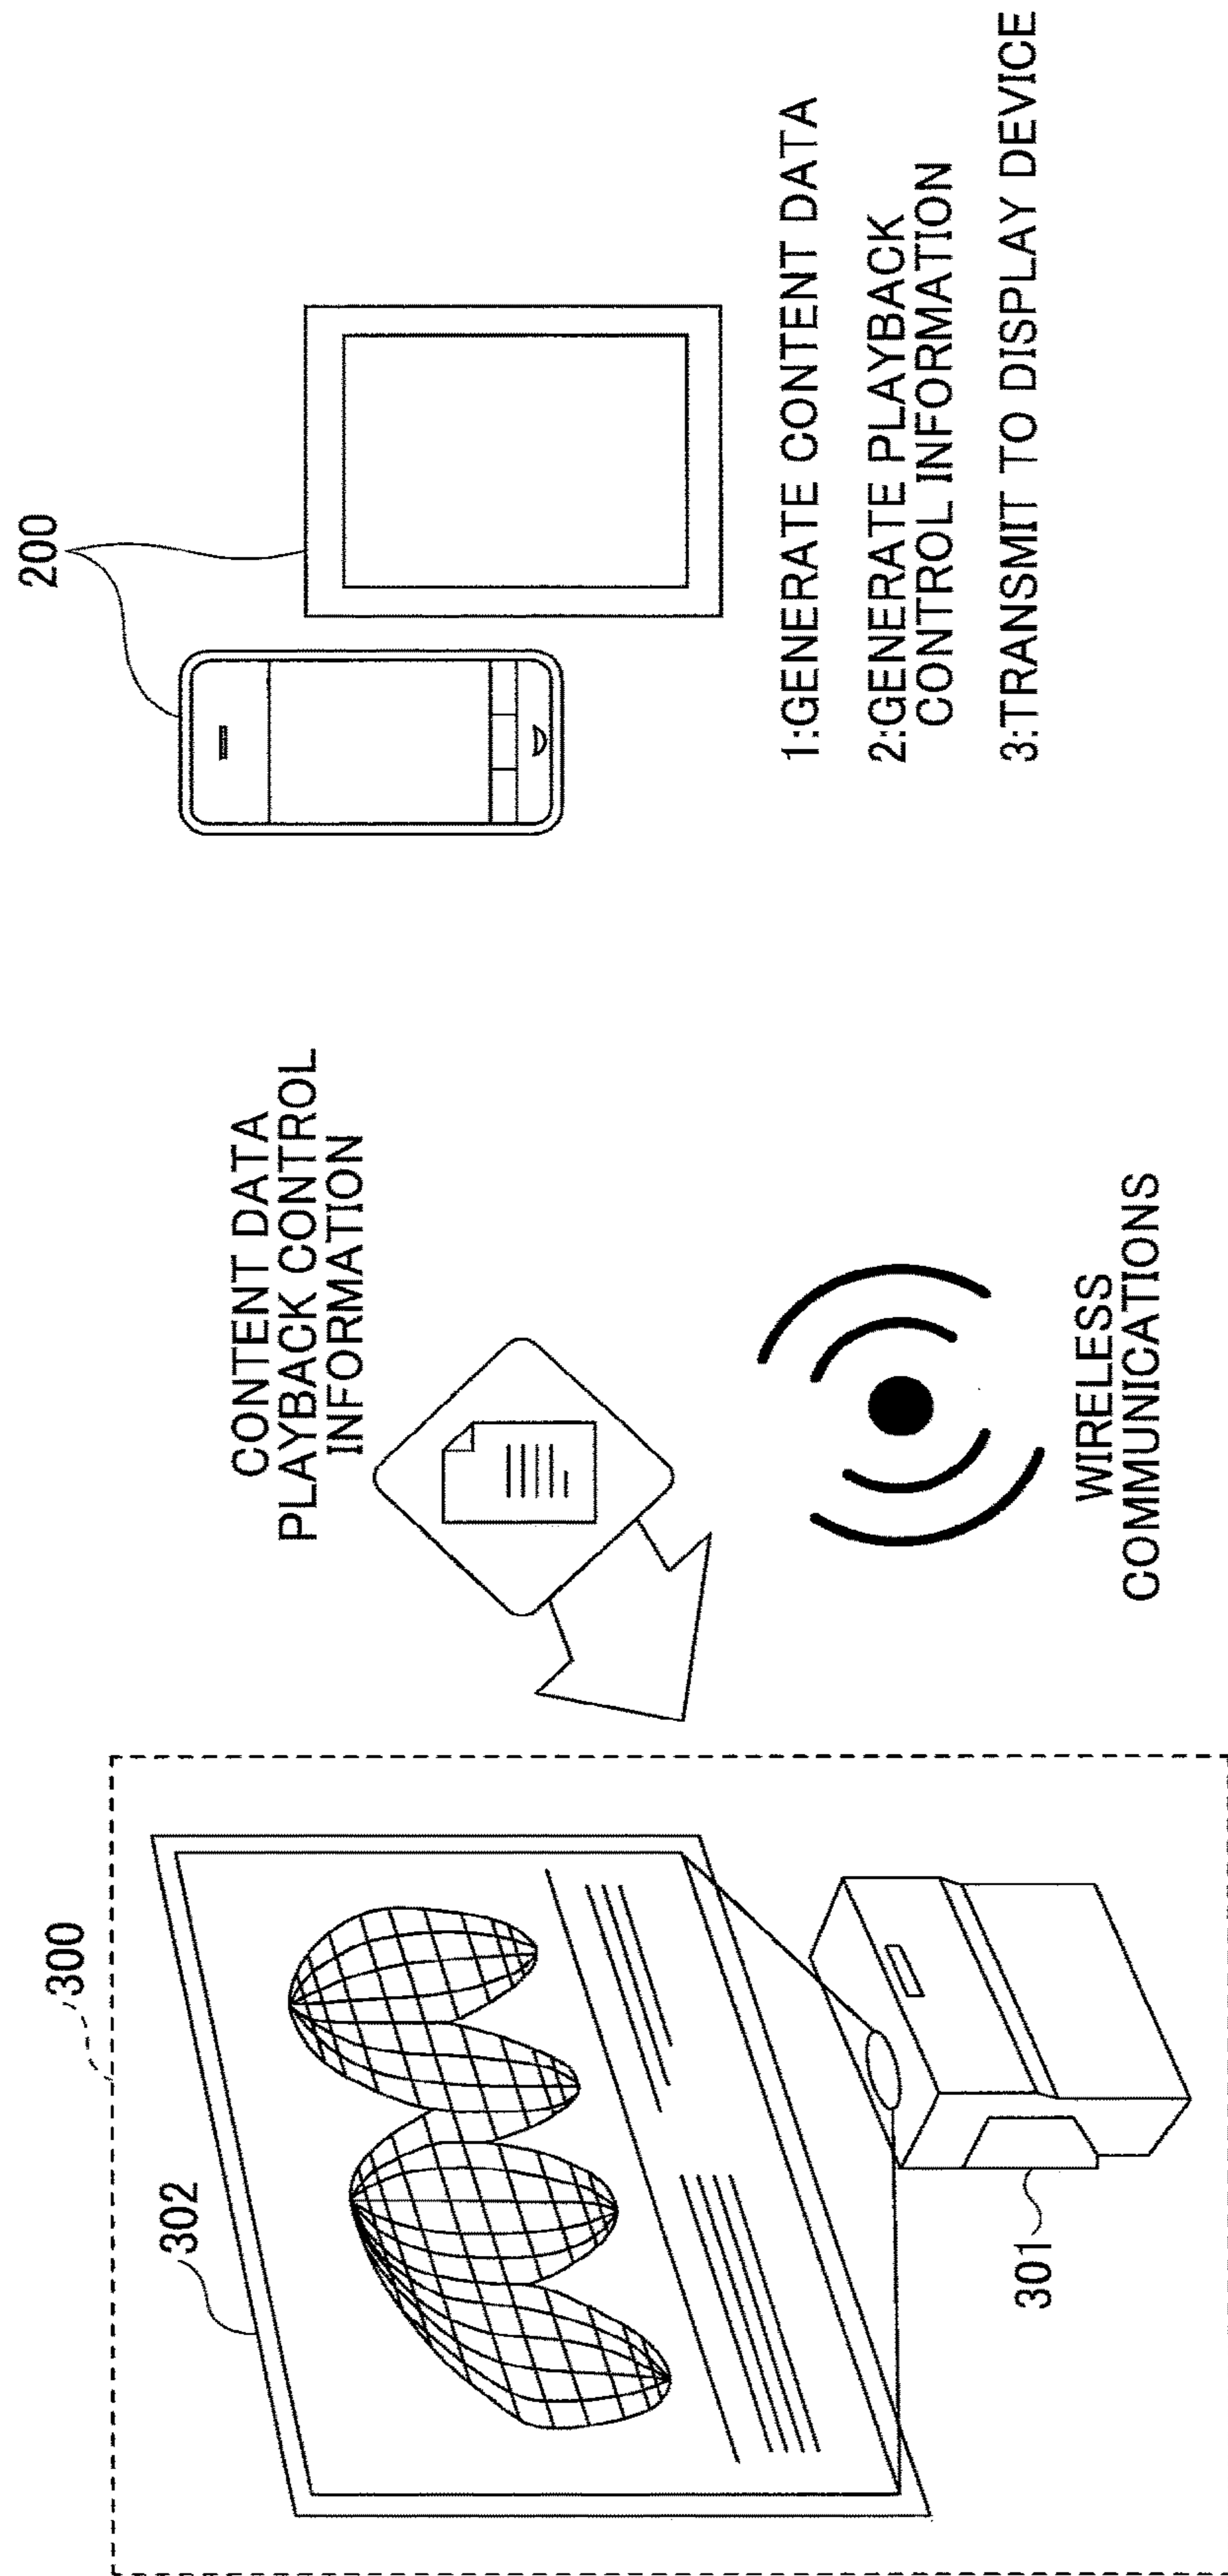 300
302
301
CONTENT DATA
PLAYBACK CONTROL
INFORMATION
WIRELESS
COMMUNICATIONS
200
1:GENERATE CONTENT DATA
2:GENERATE PLAYBACK
CONTROL INFORMATION
3:TRANSMIT TO DISPLAY DEVICE